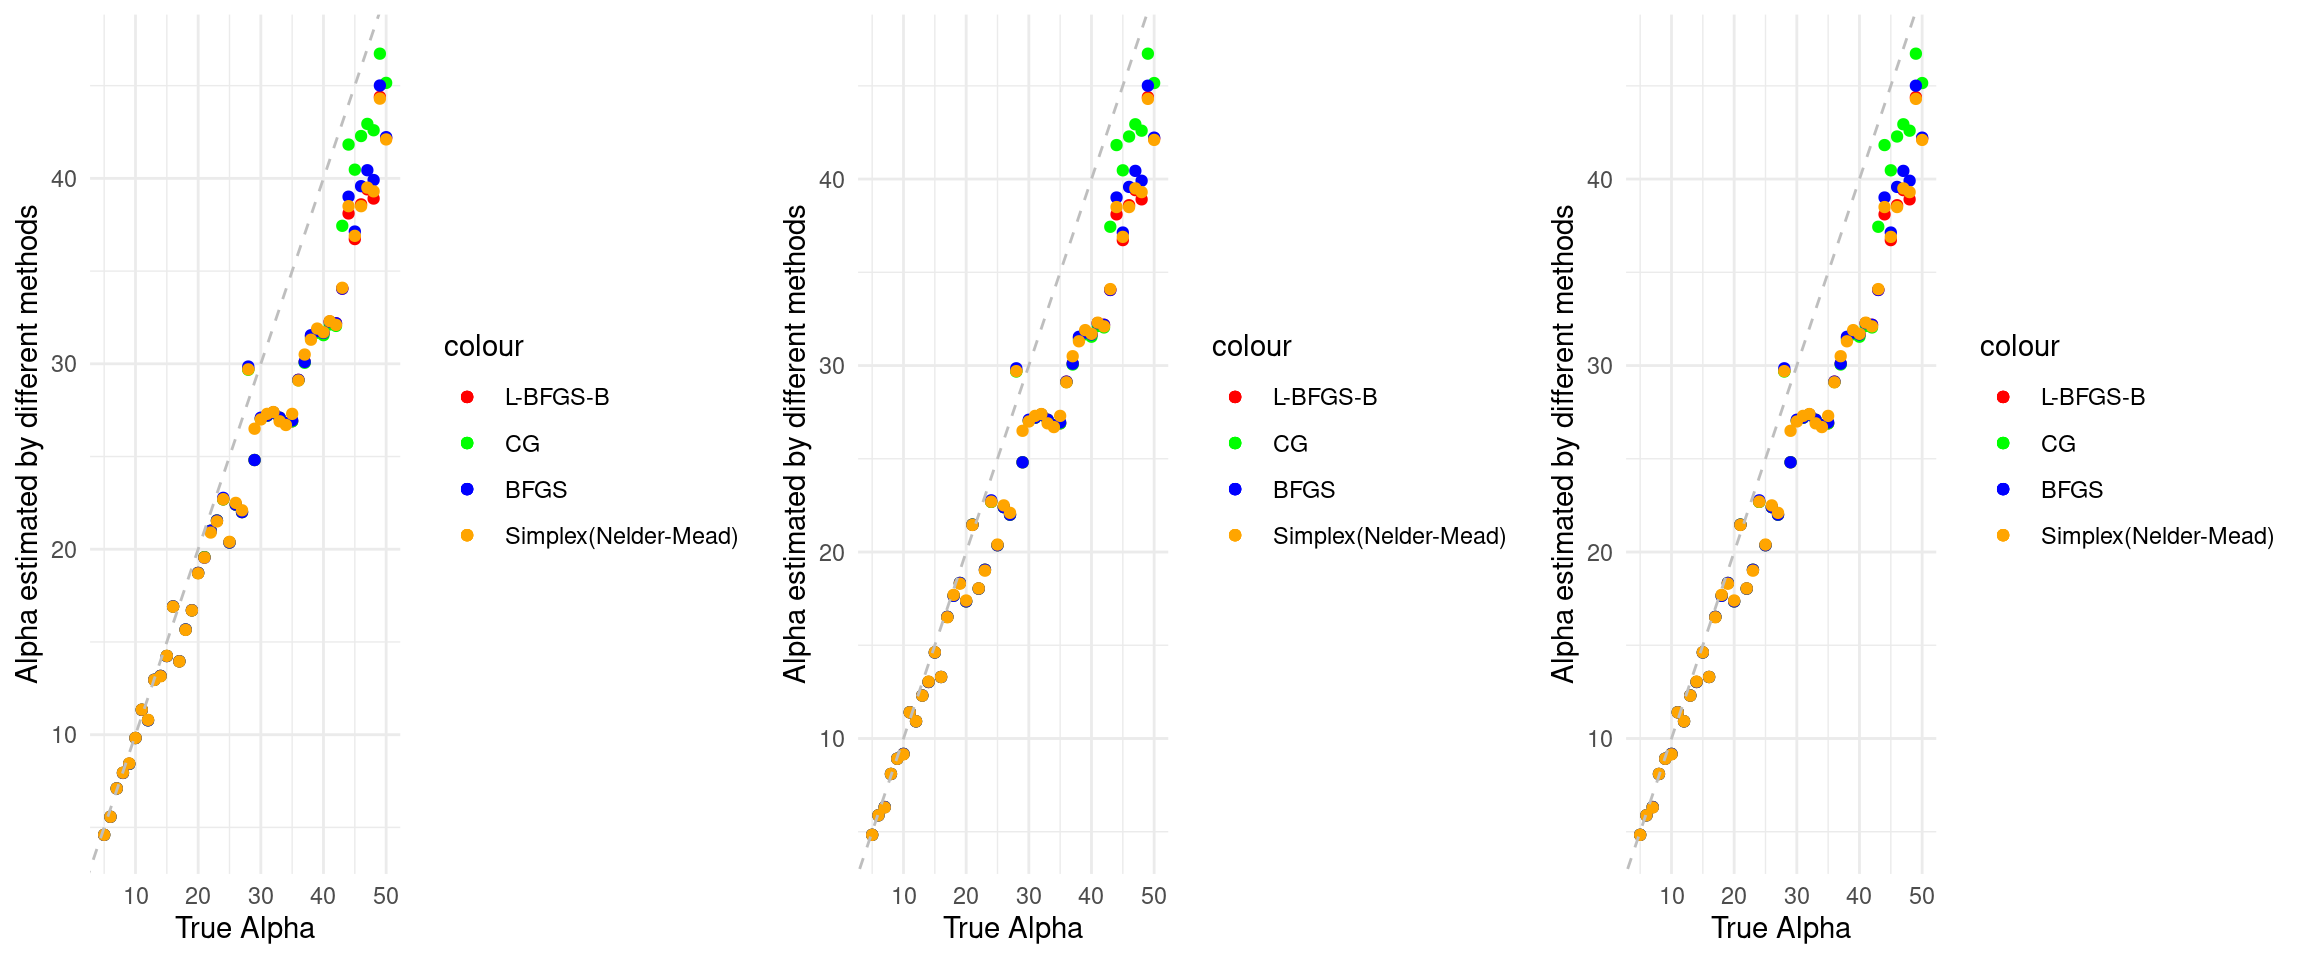 Alpha estimated by different methods
40
30
20
10
10 20 30 40 50
True Alpha
colour
L-BFGS-B
CG
BFGS
Simplex(Nelder-Mead)
Alpha estimated by different methods
40
30
20
10
10 20 30 40 50
True Alpha
colour
L-BFGS-B
CG
BFGS
Simplex(Nelder-Mead)
Alpha estimated by different methods
40
30
20
10
10 20 30 40 50
True Alpha
colour
L-BFGS-B
CG
BFGS
Simplex(Nelder-Mead)